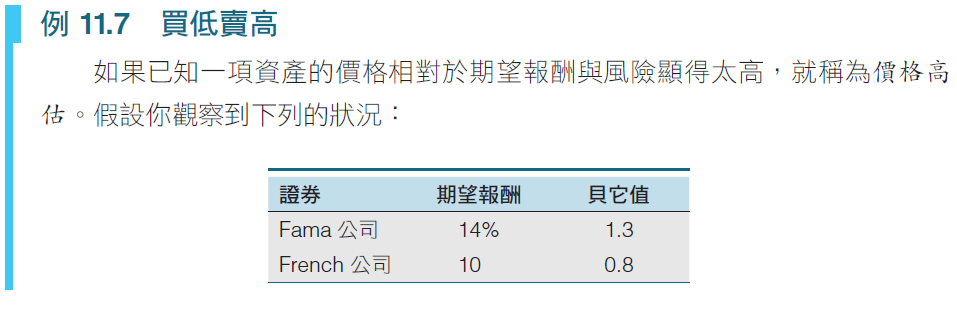 例 11.7 買低賣高
如果已知一項資產的價格相對於期望報酬與風險顯得太高，就稱為價格高
估。假設你觀察到下列的狀況：
證券 期望報酬 貝它值
Fama 公司 14% 1.3
French 公司 10 0.8